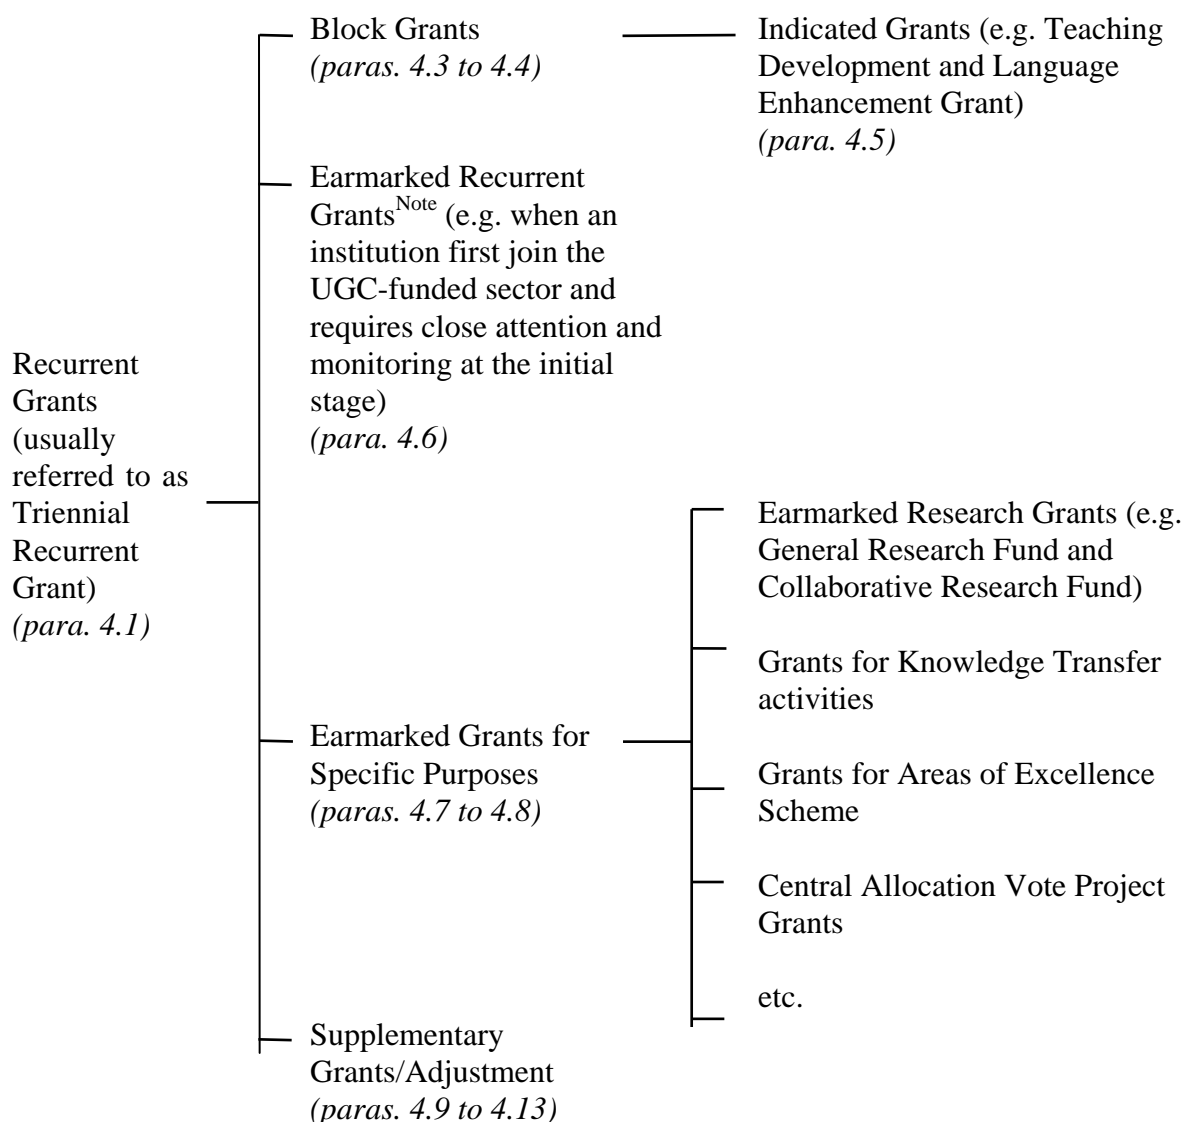 Recurrent
Grants
(usually
referred to as
Triennial
Recurrent
Grant)
(para. 4.1)
Block Grants
(paras. 4.3 to 4.4)
Indicated Grants (e.g. Teaching
Development and Language
Enhancement Grant)
(para. 4.5)
Earmarked Recurrent
Grants^Note (e.g. when an
institution first join the
UGC-funded sector and
requires close attention and
monitoring at the initial
stage)
(para. 4.6)
Earmarked Grants for
Specific Purposes
(paras. 4.7 to 4.8)
Earmarked Research Grants (e.g.
General Research Fund and
Collaborative Research Fund)
Grants for Knowledge Transfer
activities
Grants for Areas of Excellence
Scheme
Central Allocation Vote Project
Grants
etc.
Supplementary
Grants/Adjustment
(paras. 4.9 to 4.13)